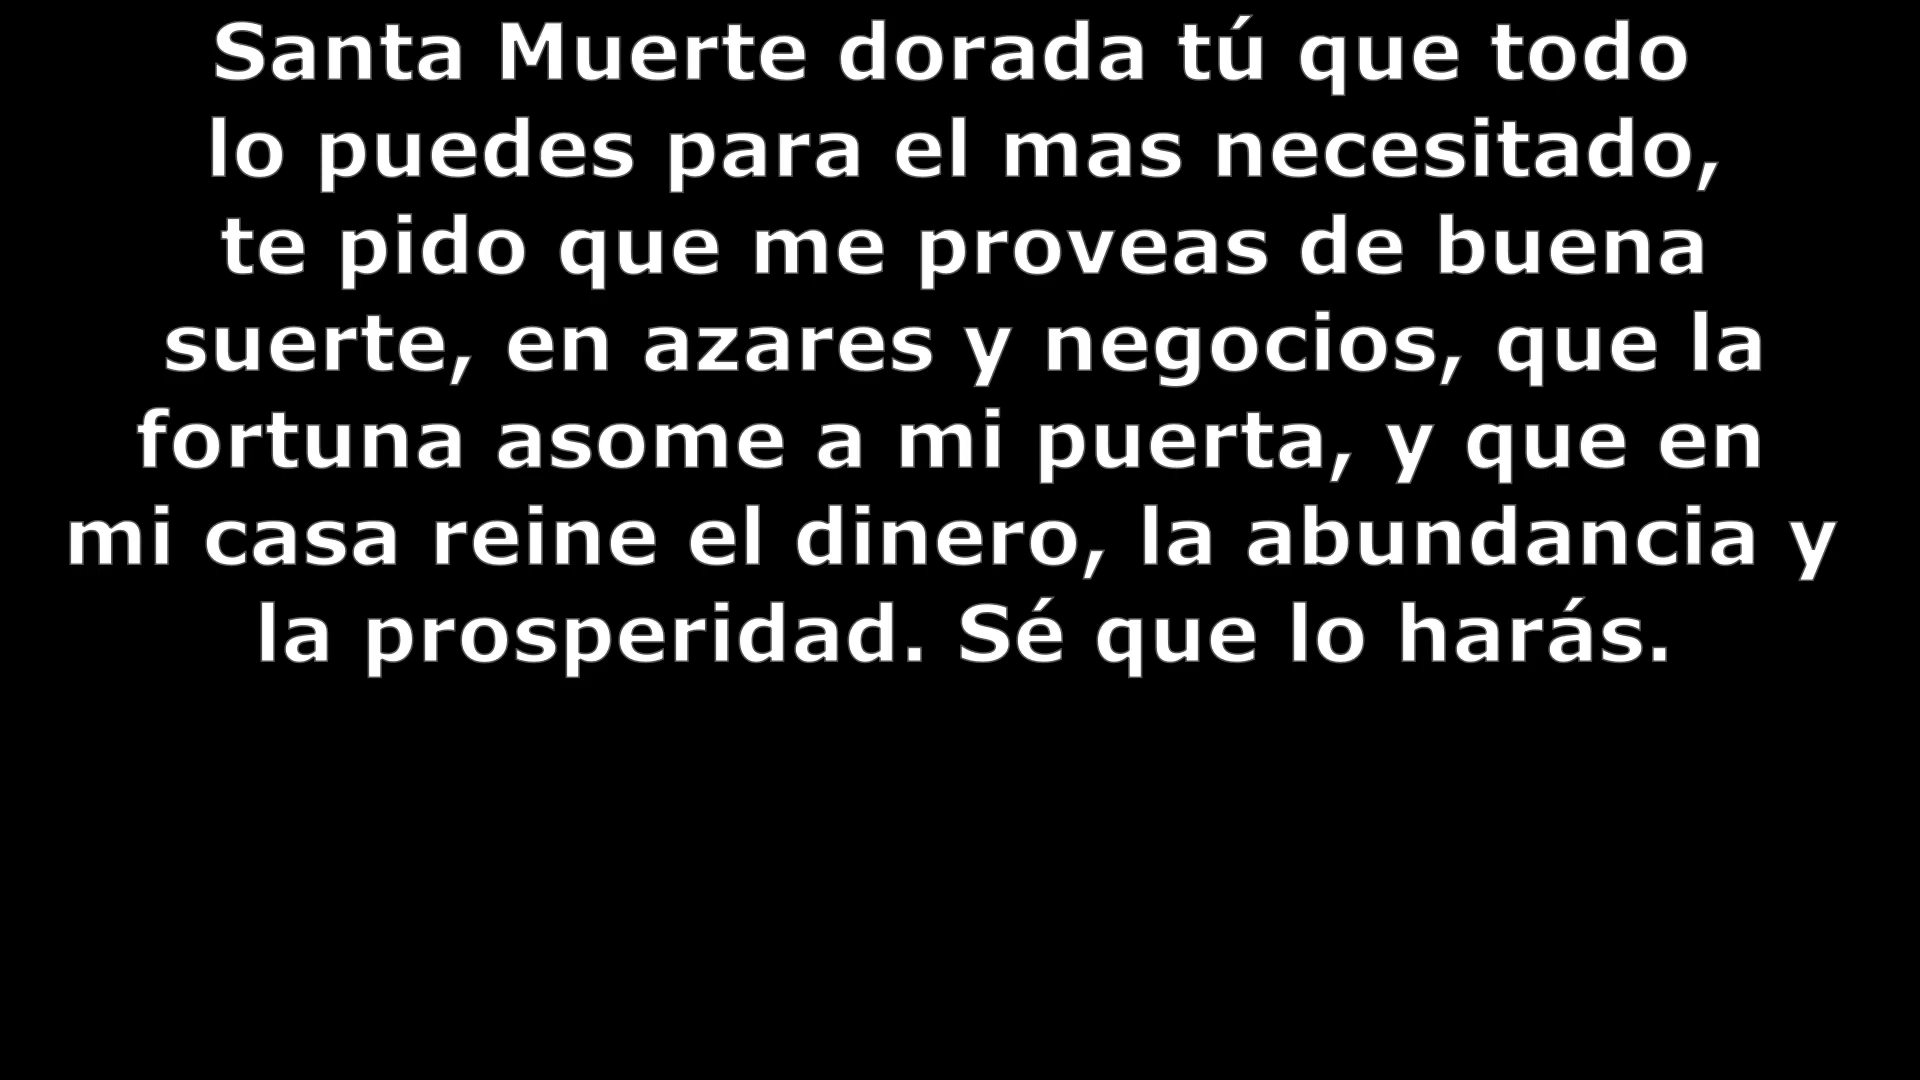 Santa Muerte dorada tú que todo
lo puedes para el mas necesitado,
te pido que me proveas de buena
suerte, en azares y negocios, que la
fortuna asome a mi puerta, y que en
mi casa reine el dinero, la abundancia y
la prosperidad. Sé que lo harás.